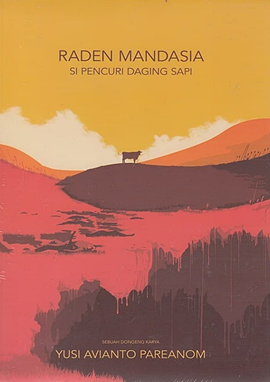 RADEN MANDASIA
SI PENCURI DAGING SAPI
SEBUAH DONGENG KARYA
YUSI AVIANTO PAREANOM